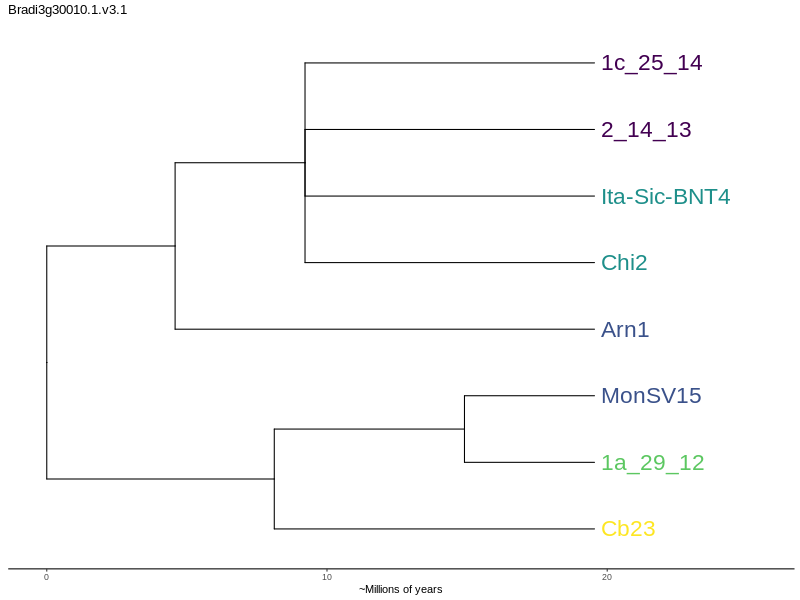 Bradi3g30010.1.v3.1
1c_25_14
2_14_13
Ita-Sic-BNT4
Chi2
Arn1
MonSV15
1a_29_12
Cb23
0 10 20
~Millions of years